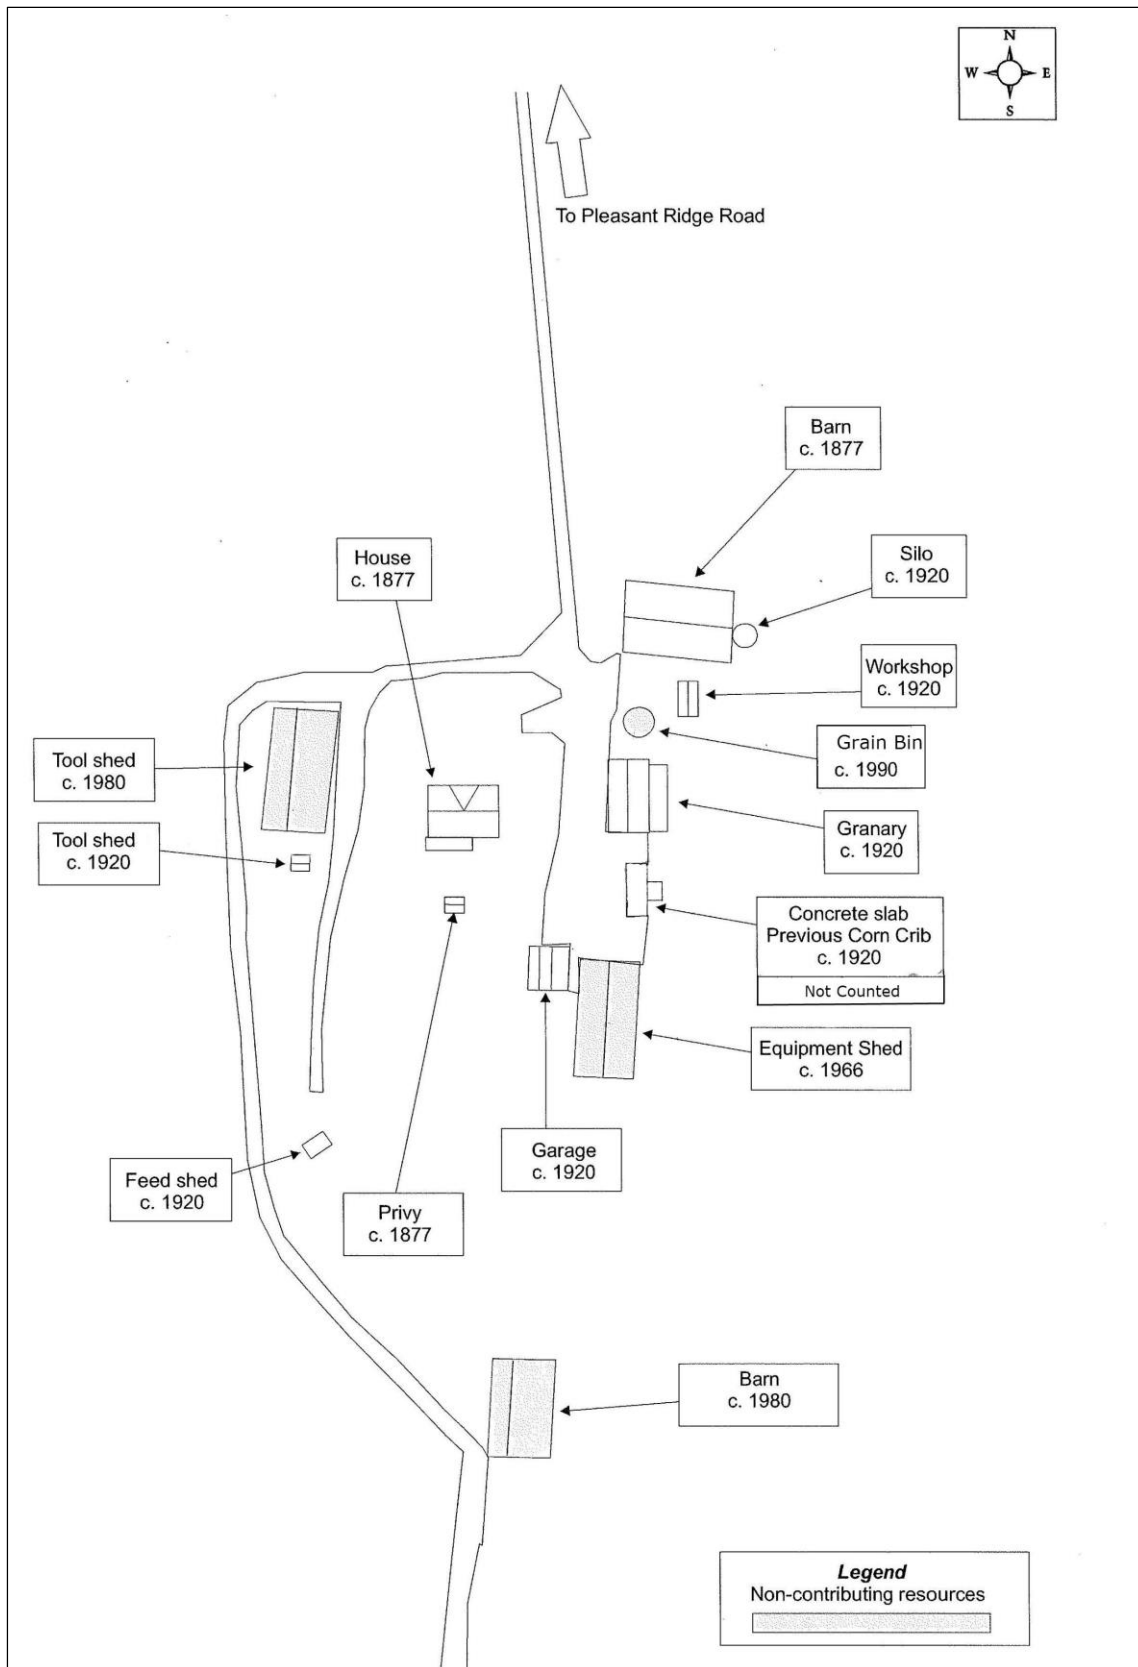 N
W E
S
To Pleasant Ridge Road
Barn
c. 1877
House
c. 1877
Silo
c. 1920
Workshop
c. 1920
Tool shed
c. 1980
Grain Bin
c. 1990
Tool shed
c. 1920
Granary
c. 1920
Concrete slab
Previous Corn Crib
c. 1920
Not Counted
Equipment Shed
c. 1966
Garage
c. 1920
Feed shed
c. 1920
Privy
c. 1877
Barn
c. 1980
Legend
Non-contributing resources